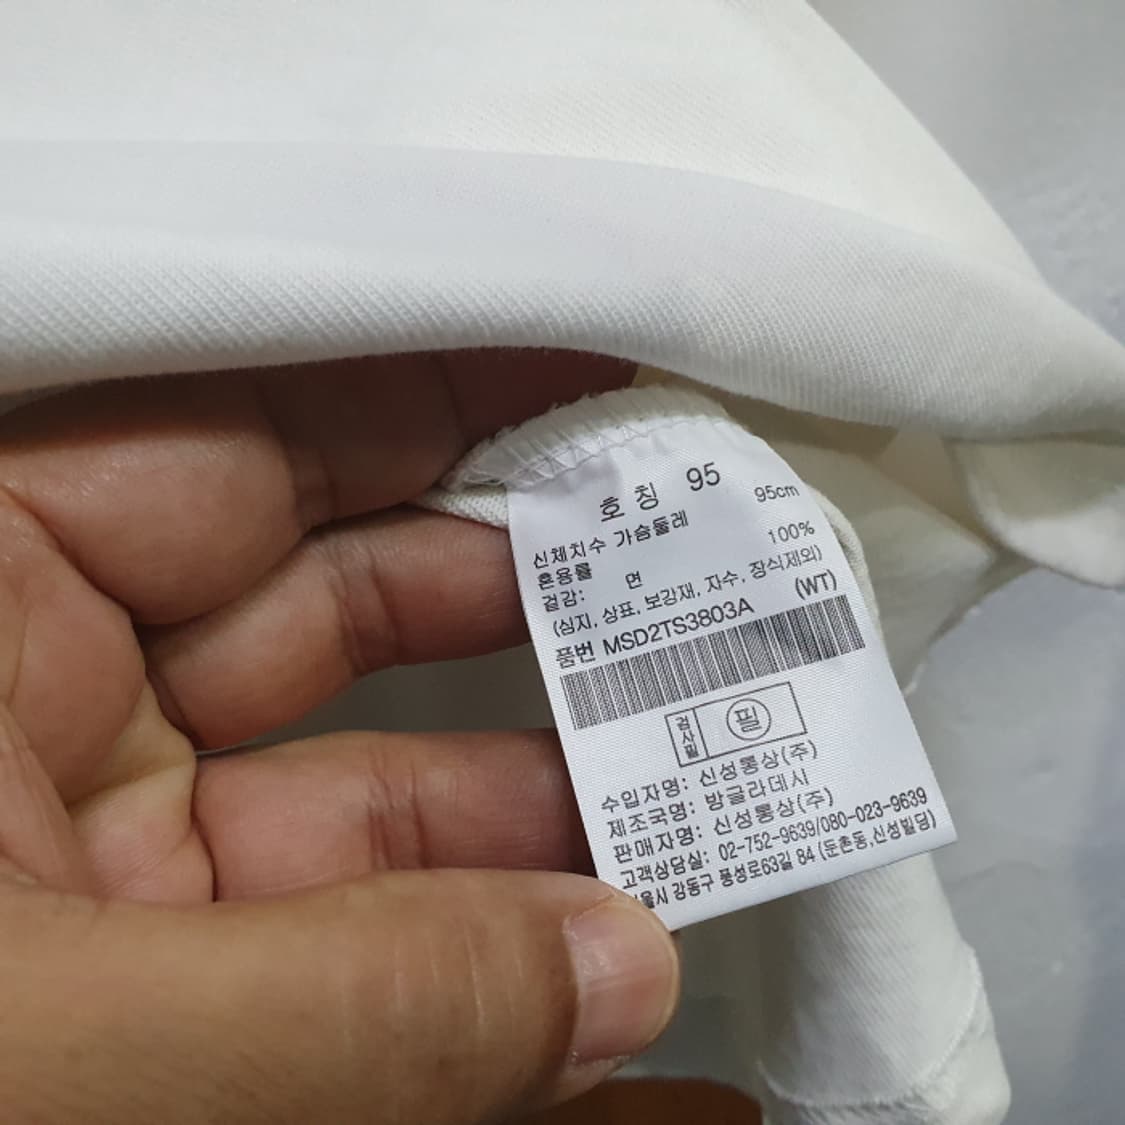 호칭 95
신체치수 가슴둘레 95cm
혼용률
겉감: 면 100%
(심지, 상표, 보강재, 자수, 장식제외)
품번 MSD2TS3803A (WT)
검사필 필
수입자명: 신성통상(주)
제조국명: 방글라데시
판매자명: 신성통상(주)
고객상담실: 02-752-9639/080-023-9639
울시 강동구 풍성로63길 84 (둔촌동,신성빌딩)